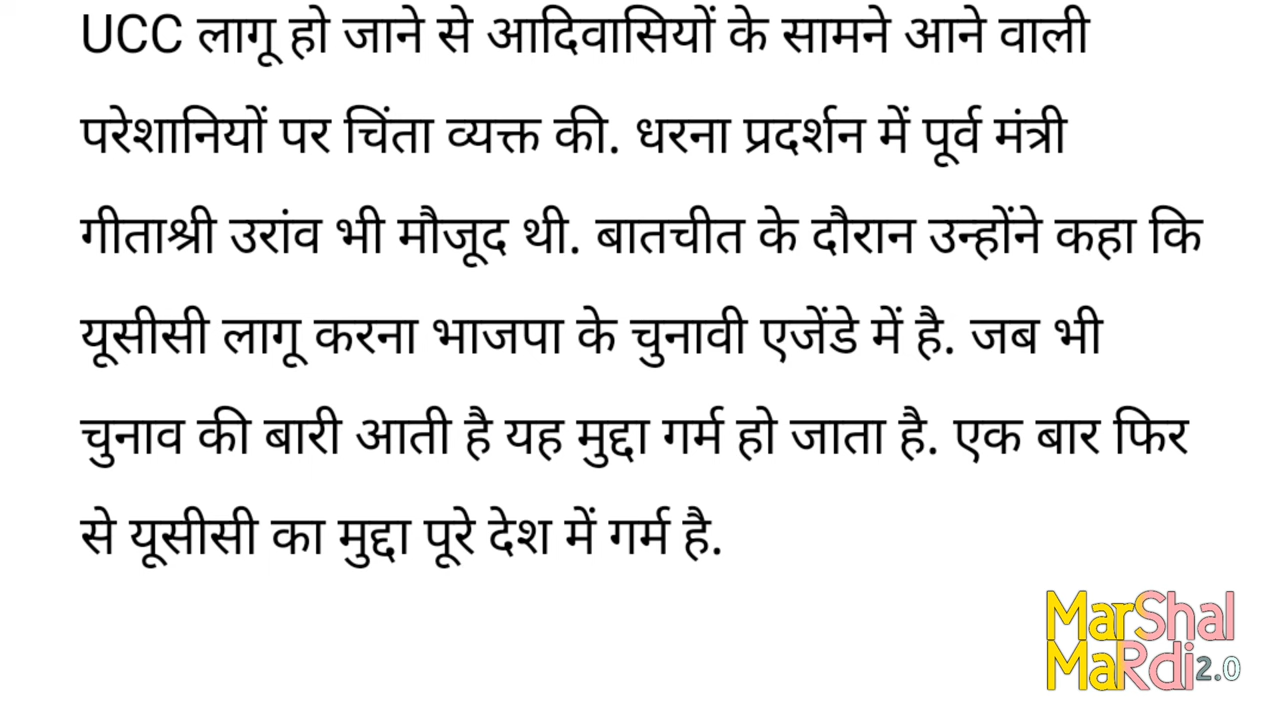 UCC लागू हो जाने से आदिवासियों के सामने आने वाली
परेशानियों पर चिंता व्यक्त की. धरना प्रदर्शन में पूर्व मंत्री
गीताश्री उरांव भी मौजूद थी. बातचीत के दौरान उन्होंने कहा कि
यूसीसी लागू करना भाजपा के चुनावी एजेंडे में है. जब भी
चुनाव की बारी आती है यह मुद्दा गर्म हो जाता है. एक बार फिर
से यूसीसी का मुद्दा पूरे देश में गर्म है.
MarShal
MaRdi2.0